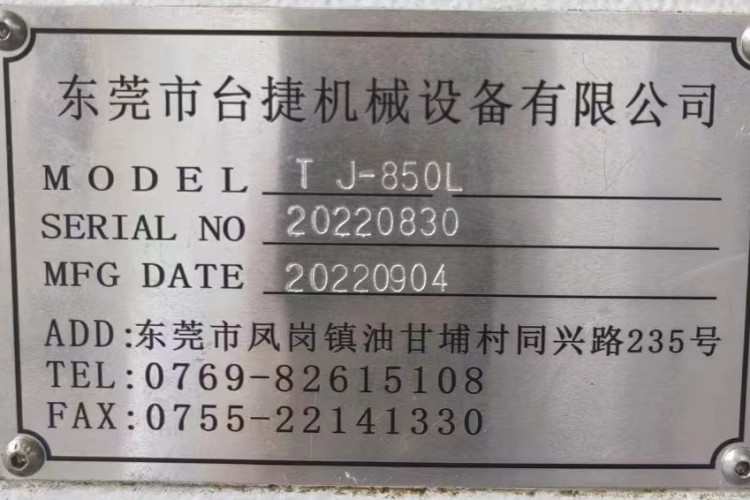 东莞市台捷机械设备有限公司
MODEL T J-850L
SERIAL NO 20220830
MFG DATE 20220904
ADD:东莞市凤岗镇油甘埔村同兴路235号
TEL:0769-82615108
FAX:0755-22141330